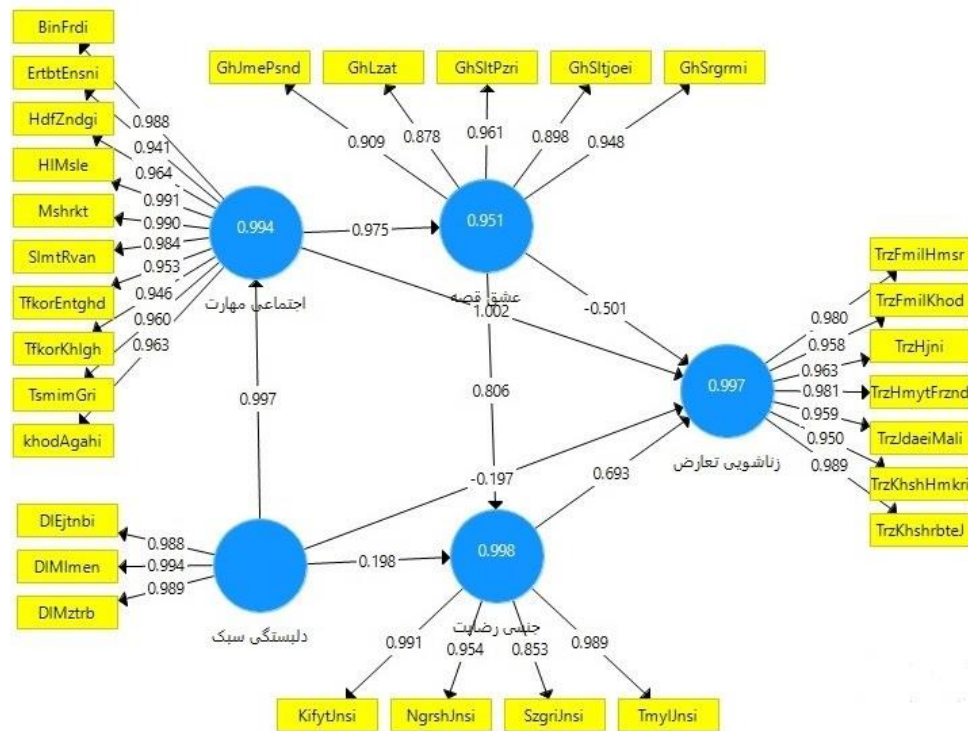 BinFrdi
ErtbtEnsni
HdfZndgi
HlMsle
Mshrkt
SlmtRvan
TfkorEntghd
TfkorKhlgh
TsmimGri
khodAgahi
0.988
0.941
0.964
0.991
0.990
0.984
0.953
0.946
0.960
0.963
0.994
اجتماعی مهارت
GhJmePsnd
GhLzat
GhSltPzri
GhSltjoei
GhSrgrmi
0.909
0.878
0.961
0.898
0.948
0.975
0.951
عشق قصه
1.002
-0.501
0.806
0.997
-0.197
0.693
0.198
TrzFmilHmsr
TrzFmilKhod
TrzHjni
TrzHmytFrznd
TrzJdaeiMali
TrzKhshHmkri
TrzKhshrbteJ
0.980
0.958
0.963
0.981
0.959
0.950
0.989
0.997
زناشویی تعارض
DlEjtnbi
DlMlmen
DlMztrb
0.988
0.994
0.989
دلبستگی سبک
0.998
جنسی رضایت
0.991
0.954
0.853
0.989
KifytJnsi
NgrshJnsi
SzgriJnsi
TmylJnsi